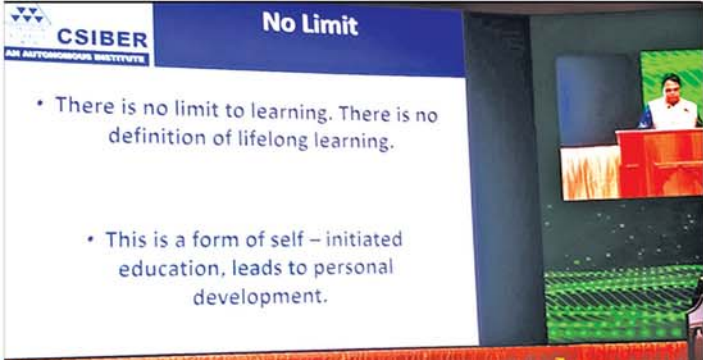 CSIBER
AN AUTONOMOUS INSTITUTE
No Limit
• There is no limit to learning. There is no
definition of lifelong learning.
• This is a form of self – initiated
education, leads to personal
development.